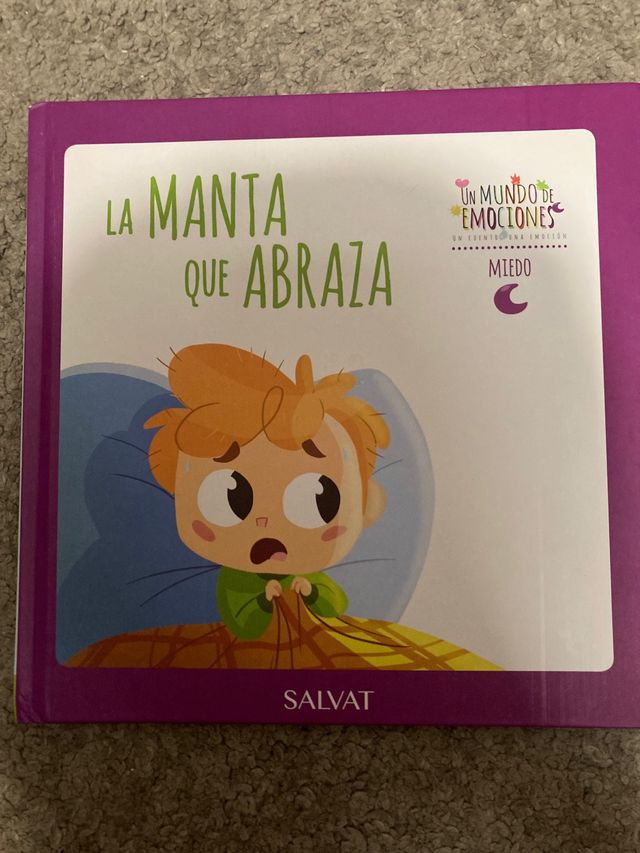 LA MANTA
QUE ABRAZA
UN MUNDO DE
EMOCIONES
UN CUENTO UNA EMOCIÓN
MIEDO
SALVAT